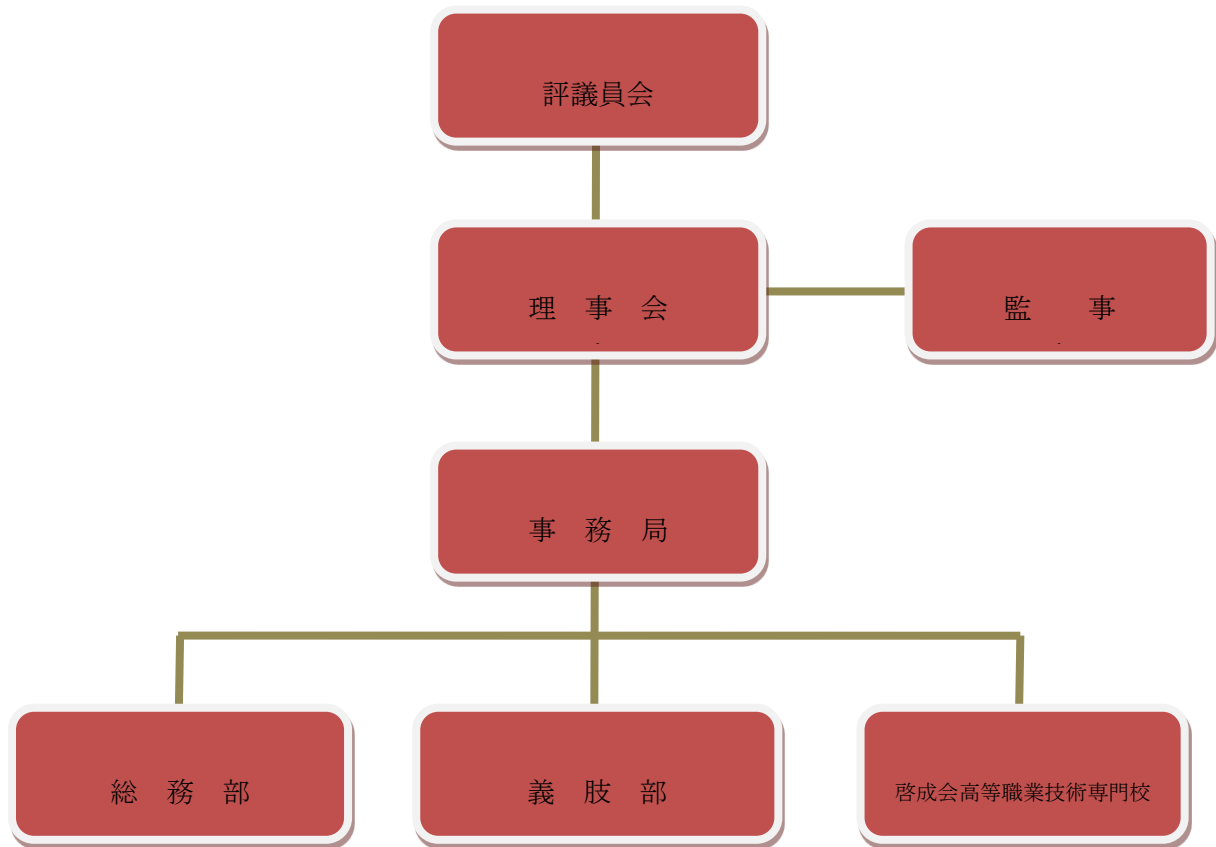 評議員会
理　事　会
監　　事
事　務　局
総　務　部
義　肢　部
啓成会高等職業技術専門校